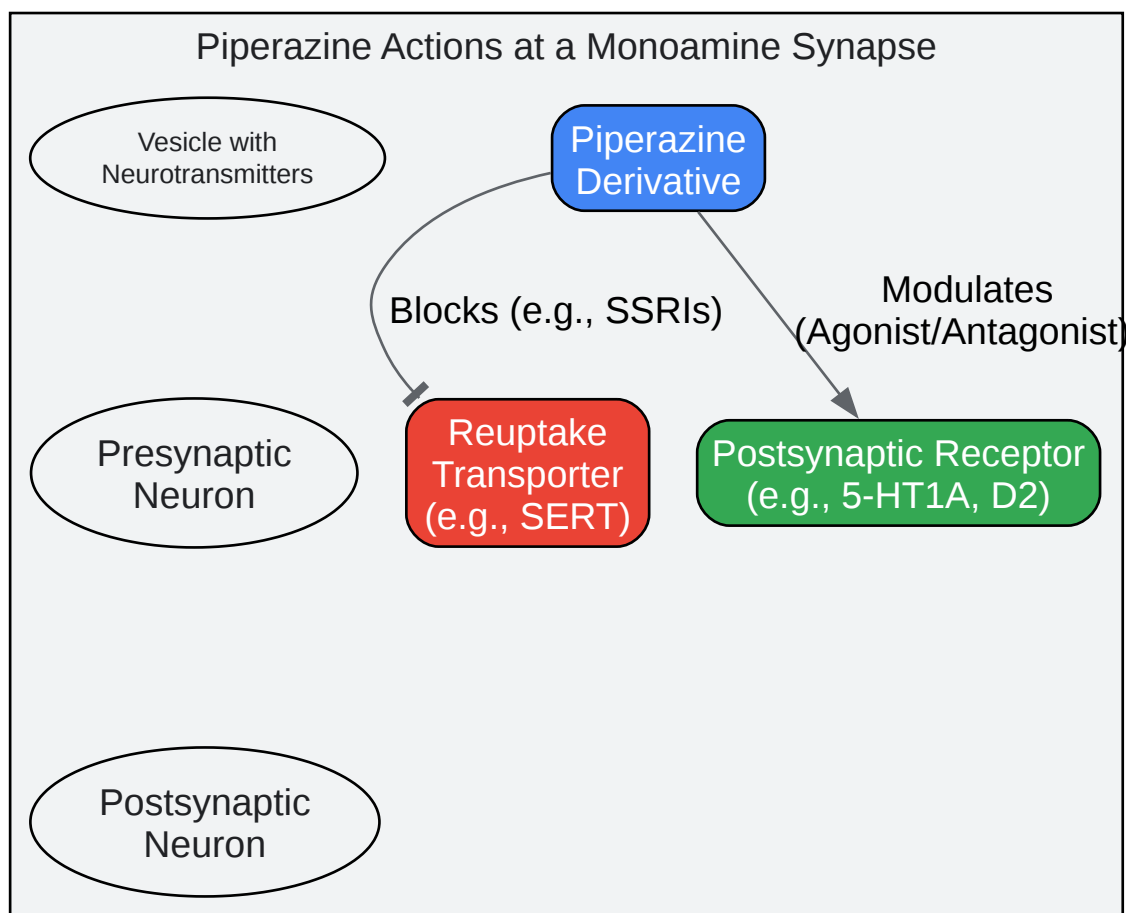 Piperazine Actions at a Monoamine Synapse
Vesicle with
Neurotransmitters
Piperazine
Derivative
Blocks (e.g., SSRIs)
Modulates
(Agonist/Antagonist)
Presynaptic
Neuron
Reuptake
Transporter
(e.g., SERT)
Postsynaptic Receptor
(e.g., 5-HT1A, D2)
Postsynaptic
Neuron